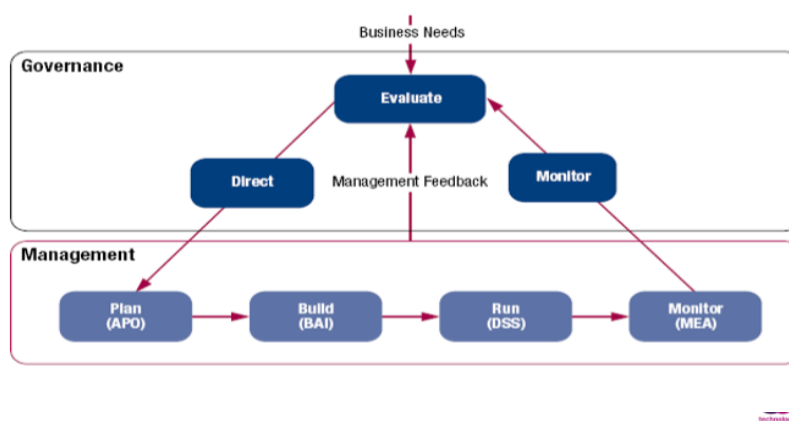 Business Needs
Governance
Evaluate
Direct
Management Feedback
Monitor
Management
Plan
(APO)
Build
(BAI)
Run
(DSS)
Monitor
(MEA)